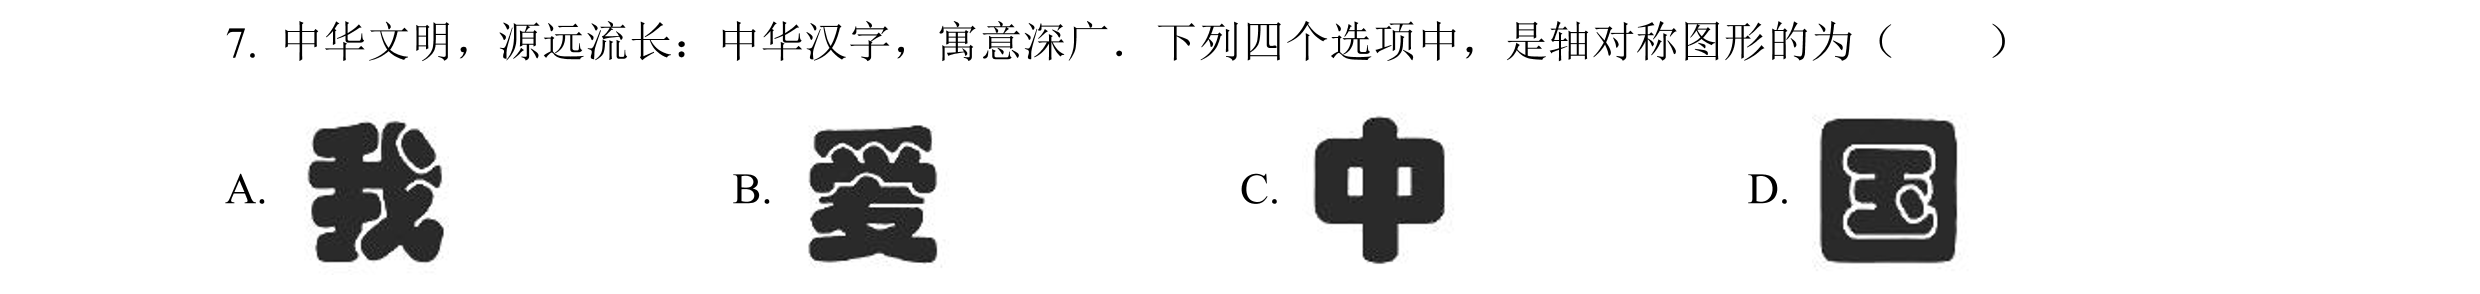 7. 中华文明，源远流长：中华汉字，寓意深广．下列四个选项中，是轴对称图形的为（　　）
A. 我 B. 爱 C. 中 D. 国